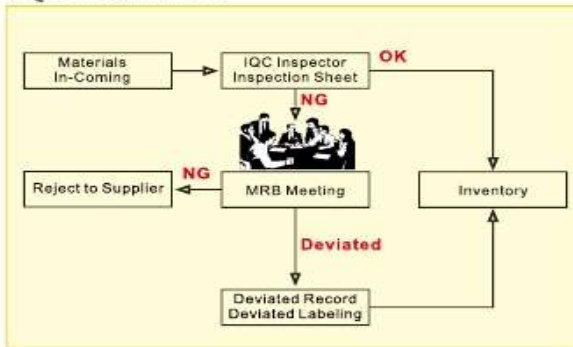 Materials
In-Coming
IQC Inspector
Inspection Sheet
OK
NG
NG
Reject to Supplier
MRB Meeting
Inventory
Deviated
Deviated Record
Deviated Labeling